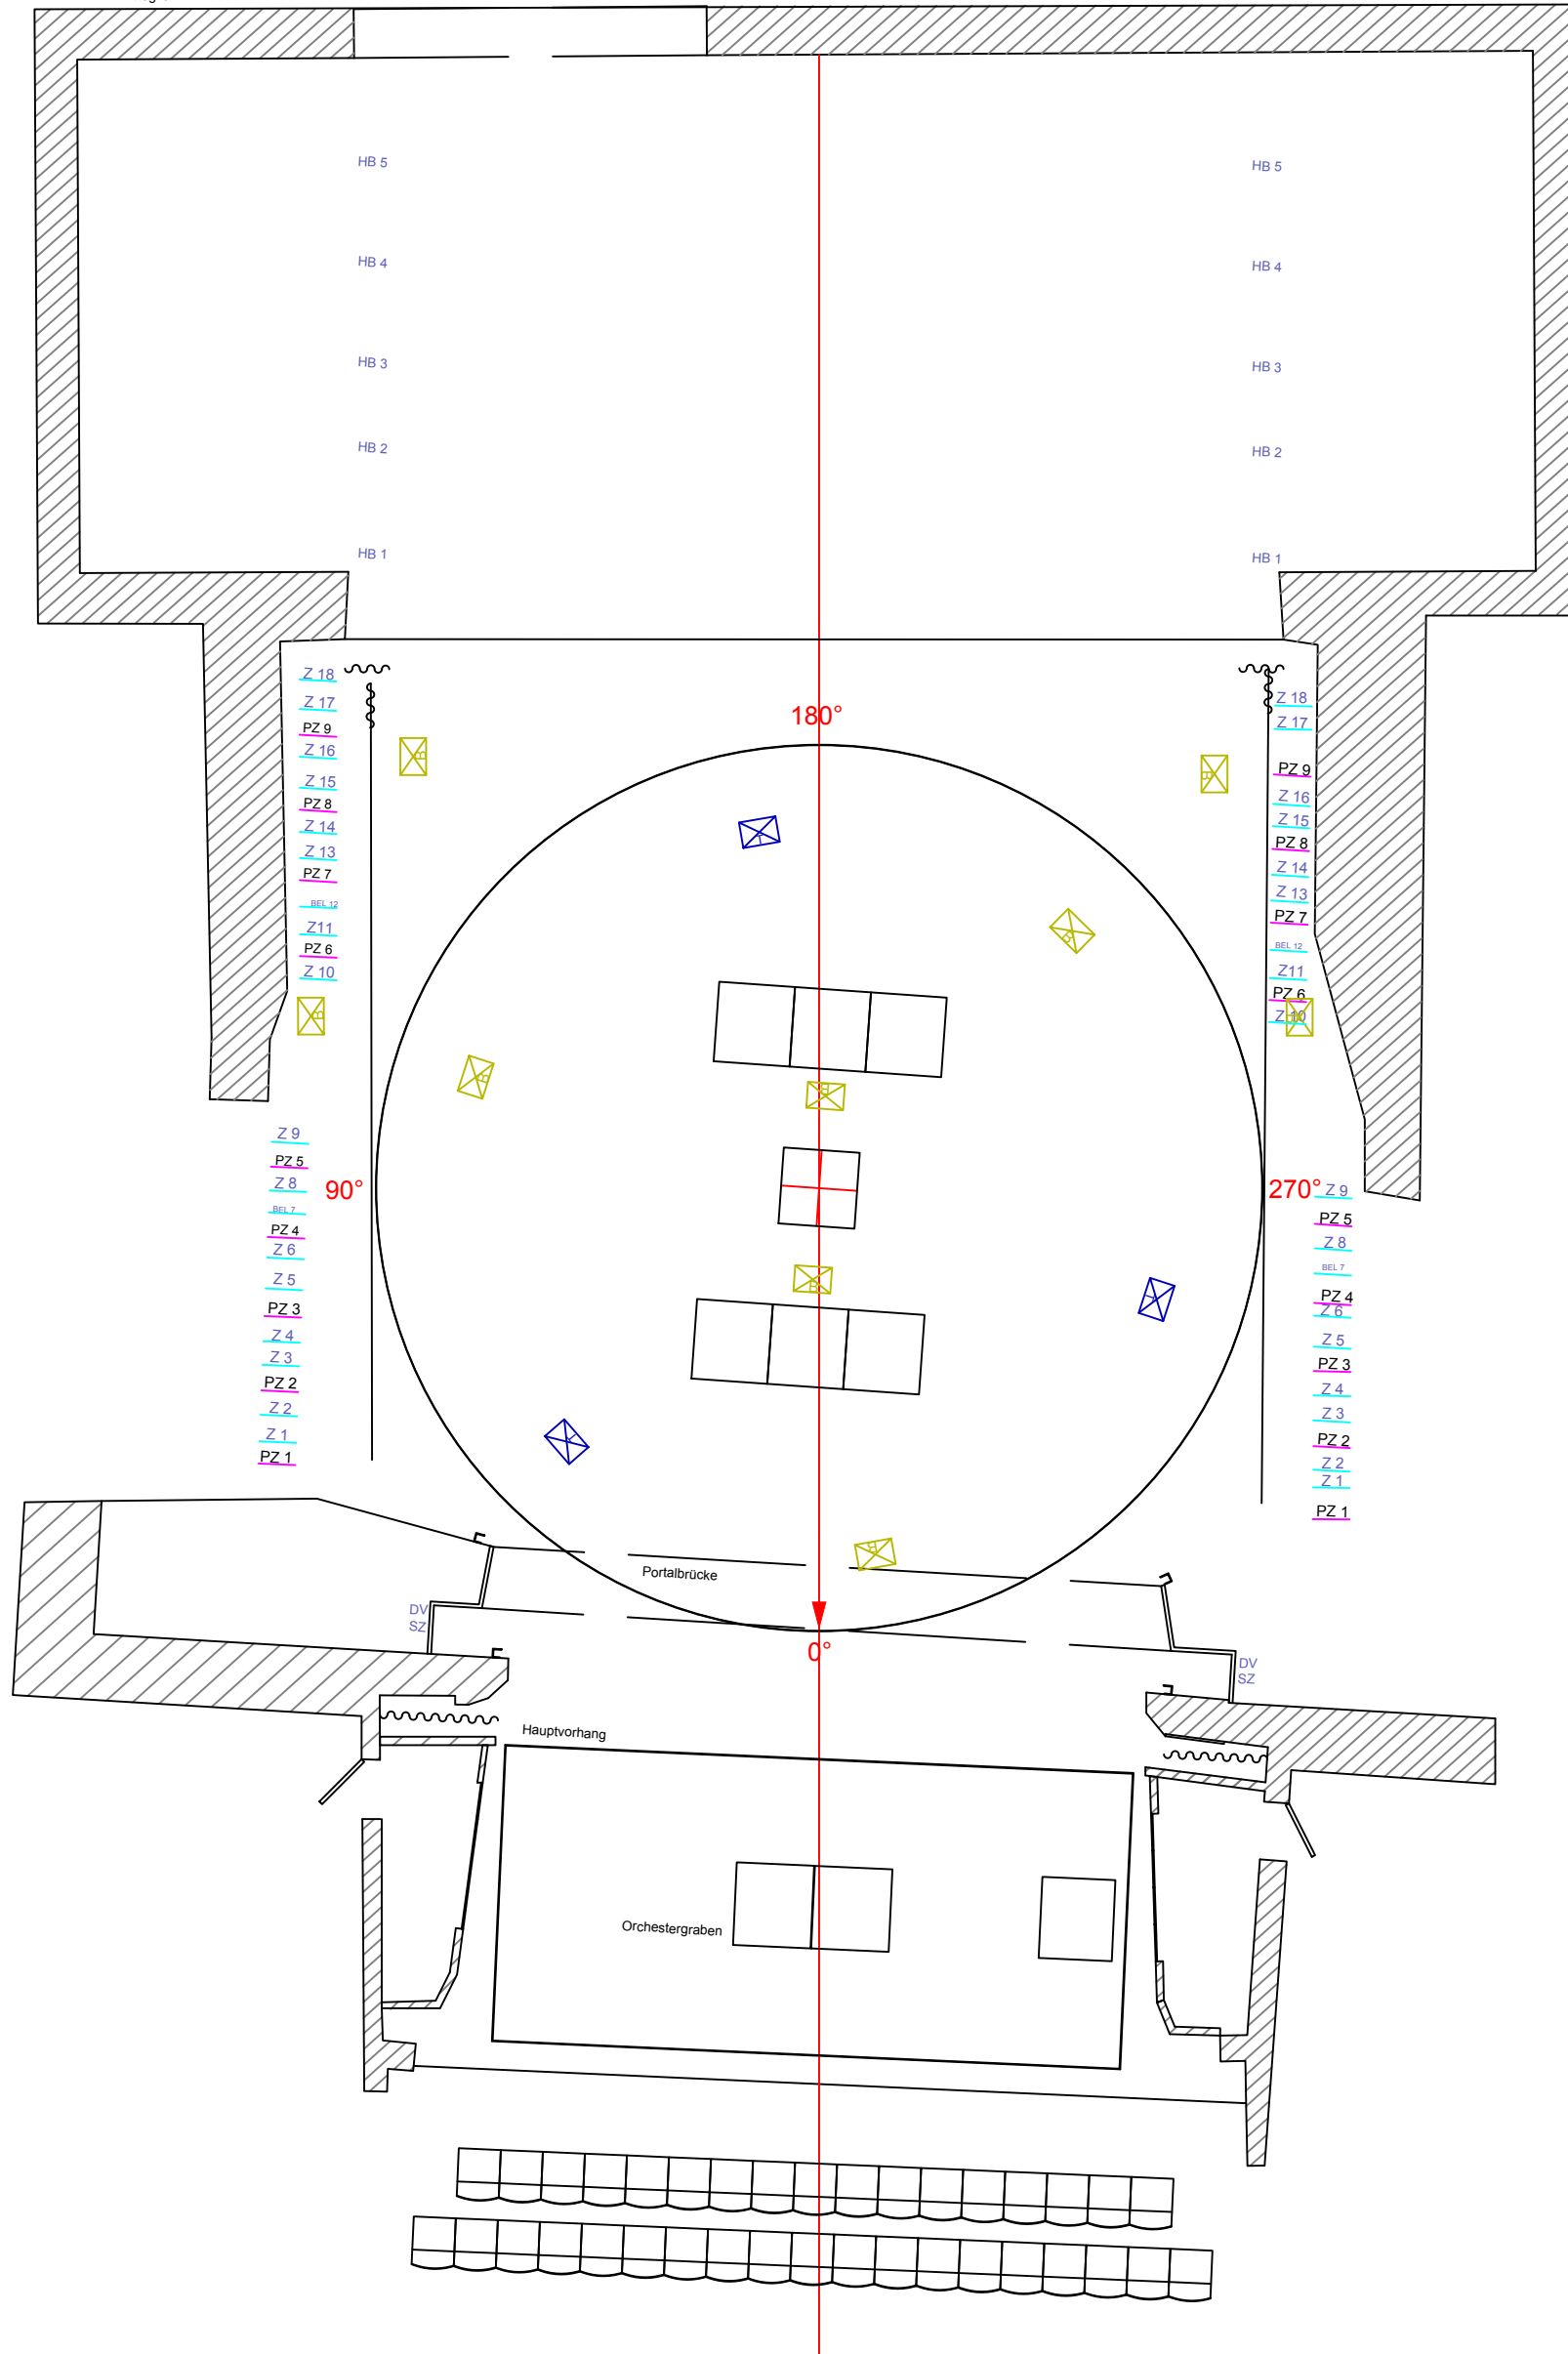 HB 5 HB 5
HB 4 HB 4
HB 3 HB 3
HB 2 HB 2
HB 1 HB 1
Z 18
Z 17
PZ 9
Z 16
Z 15
PZ 8
Z 14
Z 13
PZ 7
BEL 12
Z11
PZ 6
Z 10
B
Z 9
PZ 5
Z 8
BEL 7
PZ 4
Z 6
Z 5
PZ 3
Z 4
Z 3
PZ 2
Z 2
Z 1
PZ 1
B
180°
T
B
B
B
90°
B
T
T
B
0°
B
Z 18
Z 17
PZ 9
Z 16
Z 15
PZ 8
Z 14
Z 13
PZ 7
BEL 12
Z11
PZ 6
Z 10
B
270°
Z 9
PZ 5
Z 8
BEL 7
PZ 4
Z 6
Z 5
PZ 3
Z 4
Z 3
PZ 2
Z 2
Z 1
PZ 1
Portalbrücke
DV
SZ
DV
SZ
Hauptvorhang
Orchestergraben